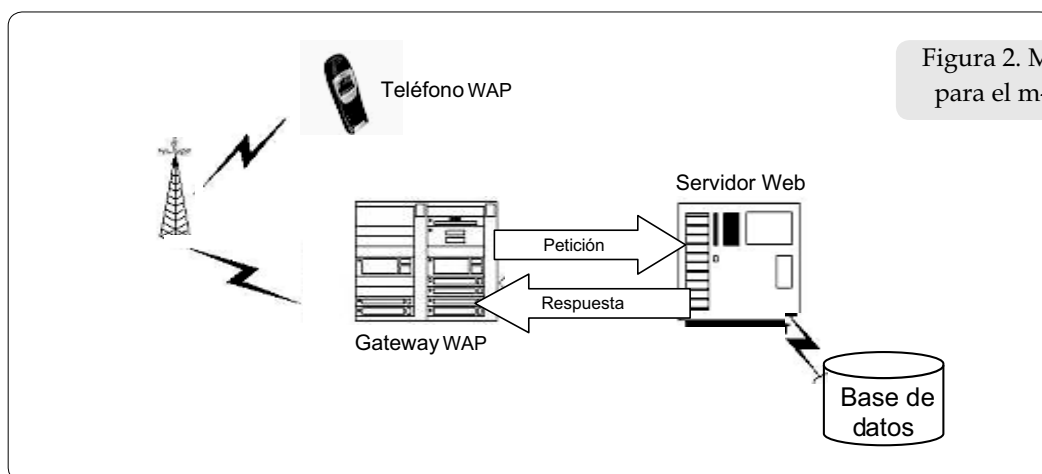 Figura 2. M
para el m-
Teléfono WAP
Servidor Web
Petición
Respuesta
Gateway WAP
Base de
datos